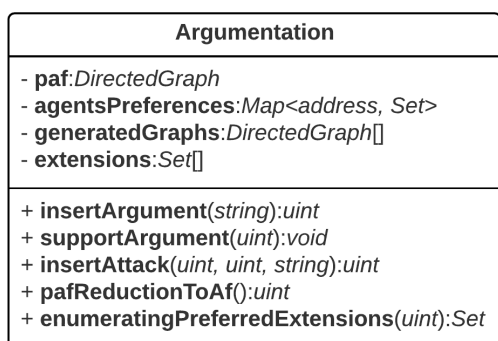 Argumentation
- paf:DirectedGraph
- agentsPreferences:Map<address, Set>
- generatedGraphs:DirectedGraph[]
- extensions:Set[]
+ insertArgument(string):uint
+ supportArgument(uint):void
+ insertAttack(uint, uint, string):uint
+ pafReductionToAf():uint
+ enumeratingPreferredExtensions(uint):Set